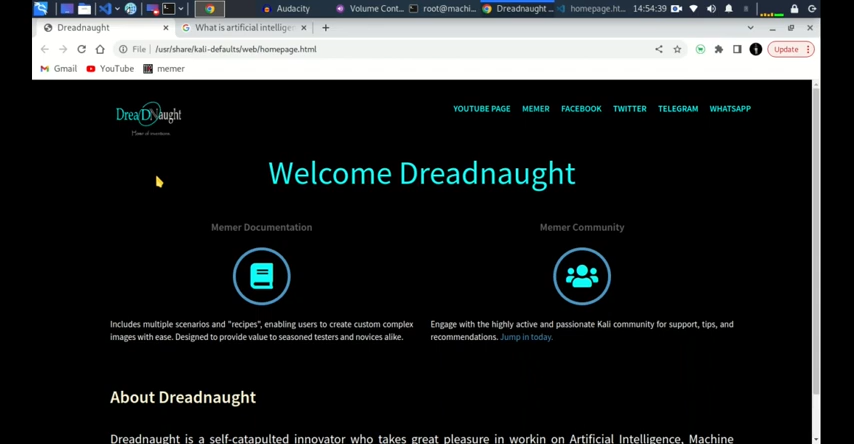 Audacity
Volume Cont...
root@machi...
Dreadnaught ...
homepage.ht...
14:54:39
Dreadnaught
What is artificial intellige
File
/usr/share/kali-defaults/web/homepage.html
Update
Gmail
YouTube
memer
DreaDNaught
YOUTUBE PAGE
MEMER
FACEBOOK
TWITTER
TELEGRAM
WHATSAPP
Welcome Dreadnaught
Memer Documentation
Memer Community
Includes multiple scenarios and "recipes", enabling users to create custom complex
images with ease. Designed to provide value to seasoned testers and novices alike.
Engage with the highly active and passionate Kali community for support, tips, and
recommendations. Jump in today.
About Dreadnaught
Dreadnaught is a self-catapulted innovator who takes great pleasure in workin on Artificial Intelligence, Machine